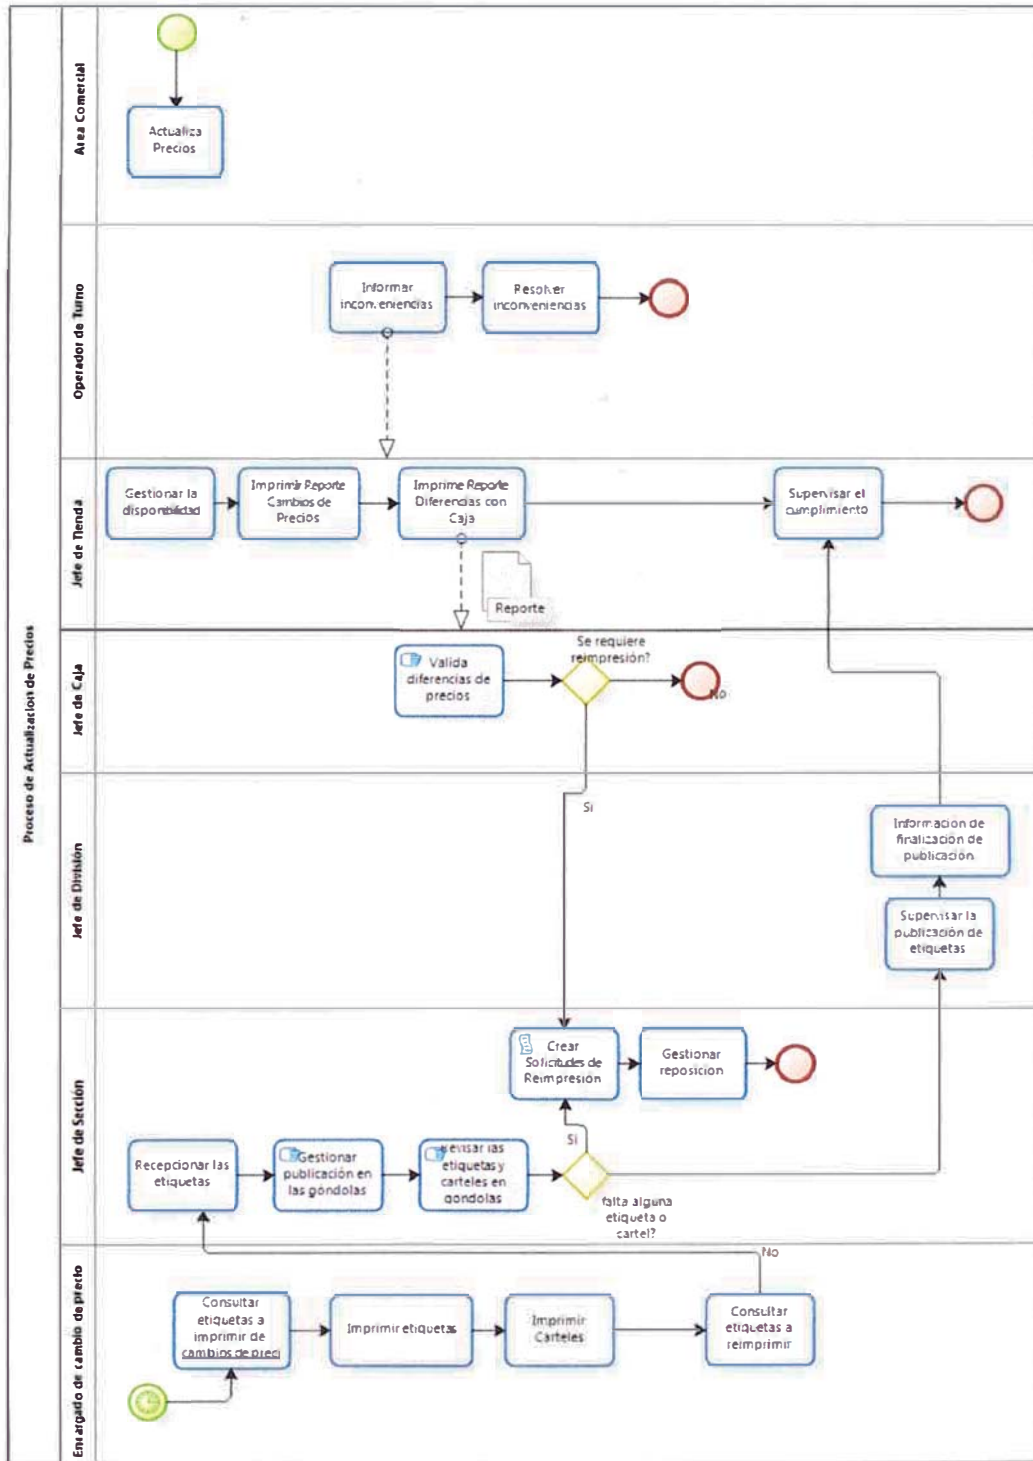 Proceso de Actualizacion de Precios
Area Comercial
Actualiza
Precios
Operador de Turno
Informar
inconveniencias
Resolver
inconveniencias
Jefe de Tienda
Gestionar la
disponibilidad
Imprimir Reporte
Cambios de
Precios
Imprime Reporte
Diferencias con
Caja
Supervisar el
cumplimiento
Reporte
Jefe de Caja
Valida
diferencias de
precios
Se requiere
reimpresión?
No
Si
Jefe de División
Información de
finalización de
publicación
Supervisar la
publicación de
etiquetas
Jefe de Sección
Crear
Solicitudes de
Reimpresión
Gestionar
reposicion
Si
Recepcionar las
etiquetas
Gestionar
publicación en
las góndolas
Revisar las
etiquetas y
carteles en
gondolas
falta alguna
etiqueta o
cartel?
No
Encargado de cambio de precio
Consultar
etiquetas a
imprimir de
cambios de preci
Imprimir etiquetas
Imprimir
Carteles
Consultar
etiquetas a
reimprimir